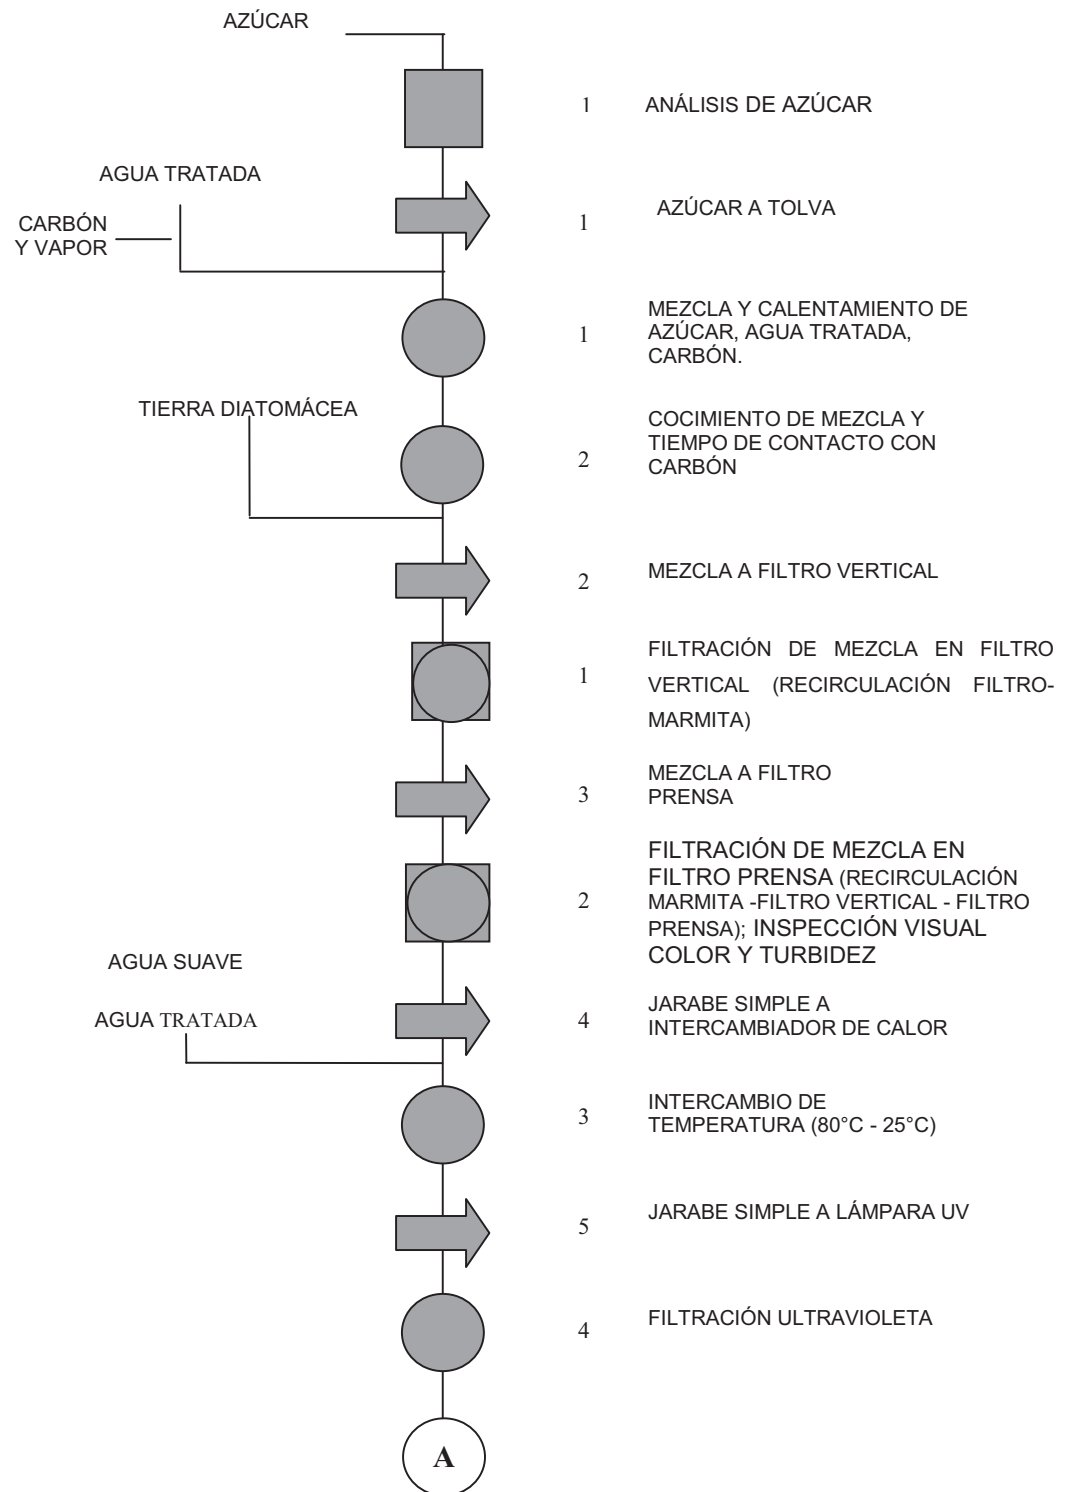 AZÚCAR
1 ANÁLISIS DE AZÚCAR
AGUA TRATADA
CARBÓN
Y VAPOR
1 AZÚCAR A TOLVA
1
MEZCLA Y CALENTAMIENTO DE
AZÚCAR, AGUA TRATADA,
CARBÓN.
TIERRA DIATOMÁCEA
2
COCIMIENTO DE MEZCLA Y
TIEMPO DE CONTACTO CON
CARBÓN
2 MEZCLA A FILTRO VERTICAL
1
FILTRACIÓN DE MEZCLA EN FILTRO
VERTICAL (RECIRCULACIÓN FILTRO-
MARMITA)
3
MEZCLA A FILTRO
PRENSA
2
FILTRACIÓN DE MEZCLA EN
FILTRO PRENSA (RECIRCULACIÓN
MARMITA -FILTRO VERTICAL - FILTRO
PRENSA); INSPECCIÓN VISUAL
COLOR Y TURBIDEZ
AGUA SUAVE
AGUA TRATADA
4
JARABE SIMPLE A
INTERCAMBIADOR DE CALOR
3
INTERCAMBIO DE
TEMPERATURA (80°C - 25°C)
5 JARABE SIMPLE A LÁMPARA UV
4 FILTRACIÓN ULTRAVIOLETA
A